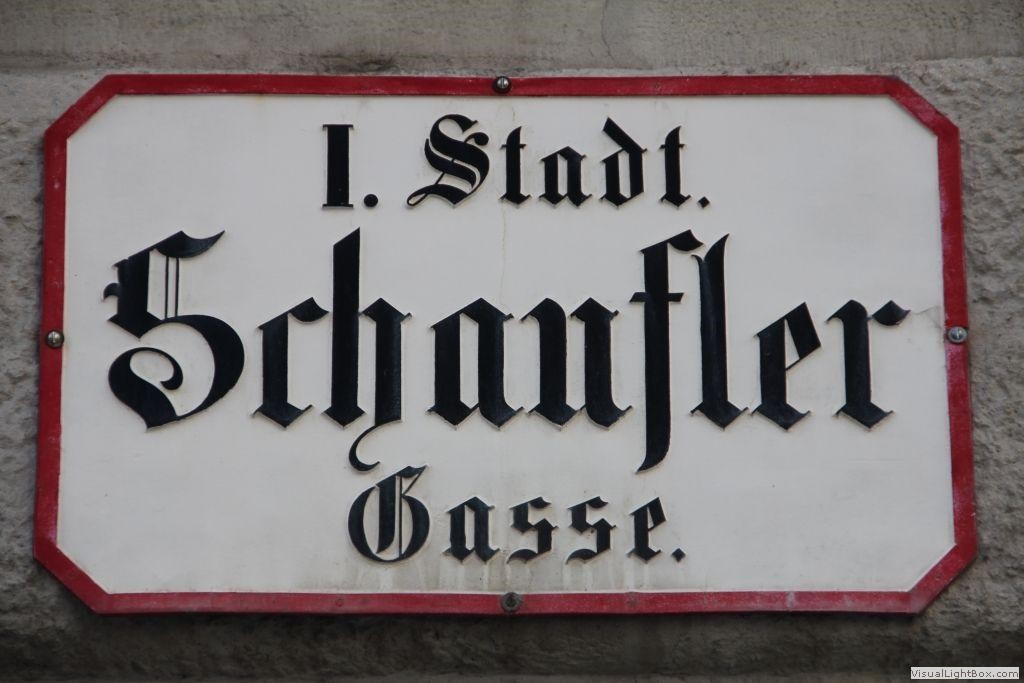 I. Stadt.
Schaufler
Gasse.
VisualLightBox.com